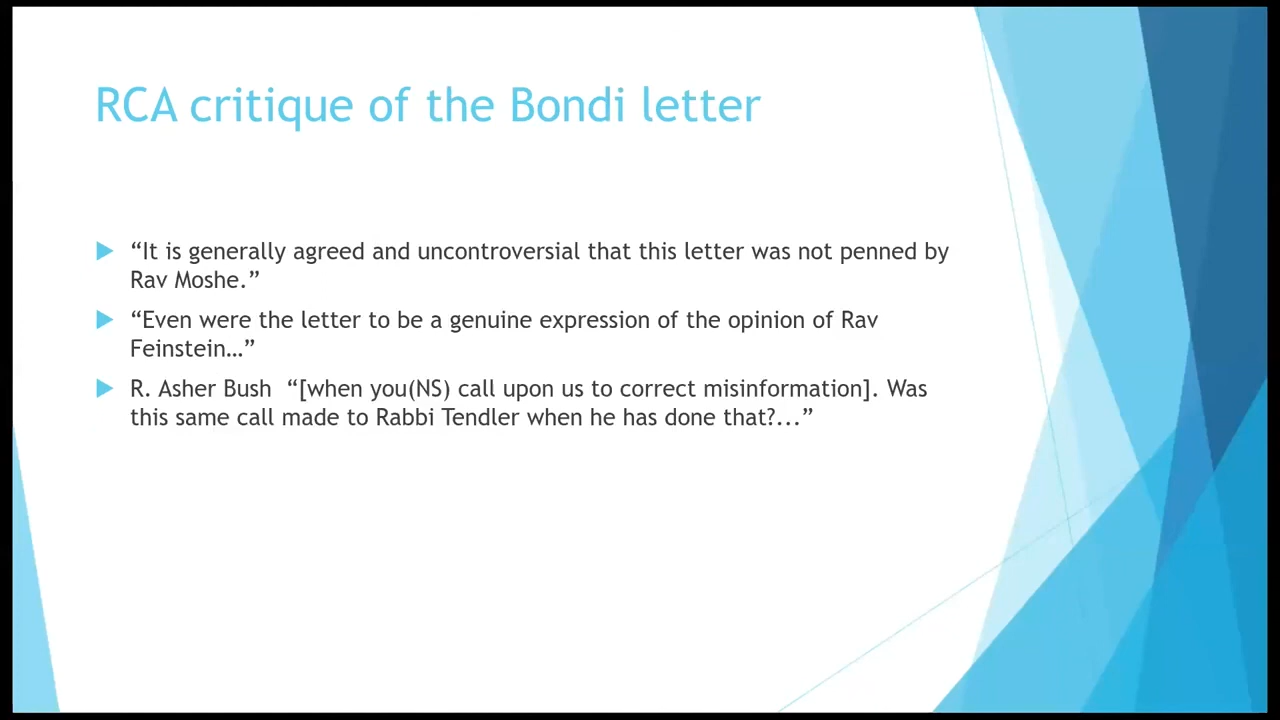 RCA critique of the Bondi letter
“It is generally agreed and uncontroversial that this letter was not penned by
Rav Moshe.”
“Even were the letter to be a genuine expression of the opinion of Rav
Feinstein…”
R. Asher Bush  “[when you(NS) call upon us to correct misinformation]. Was
this same call made to Rabbi Tendler when he has done that?...”